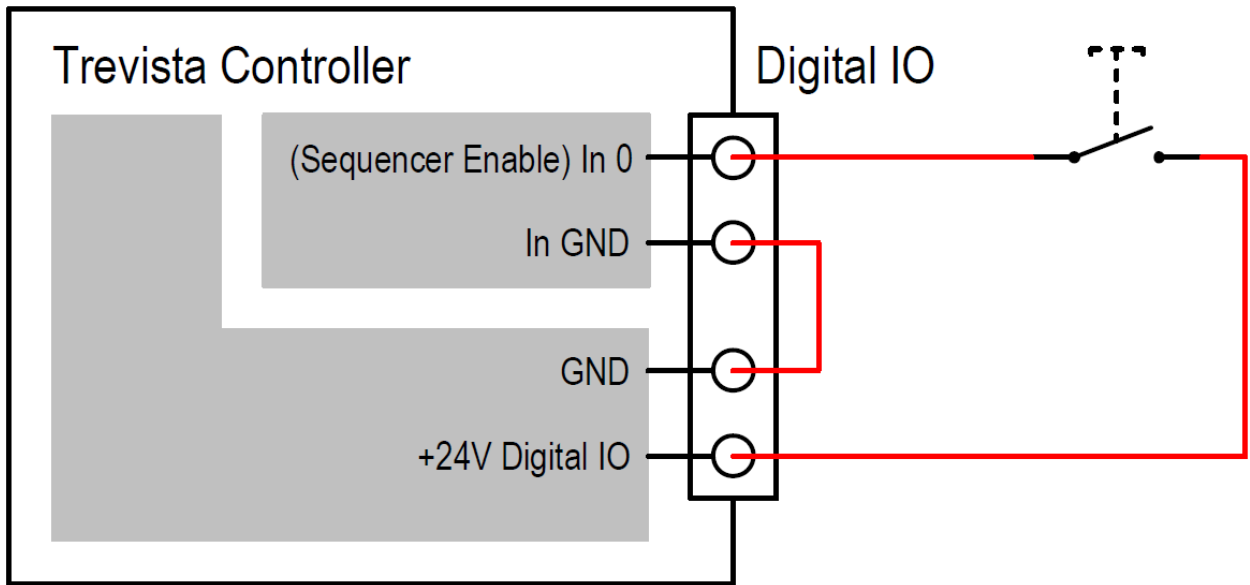 Trevista Controller
Digital IO
(Sequencer Enable) In 0
In GND
GND
+24V Digital IO